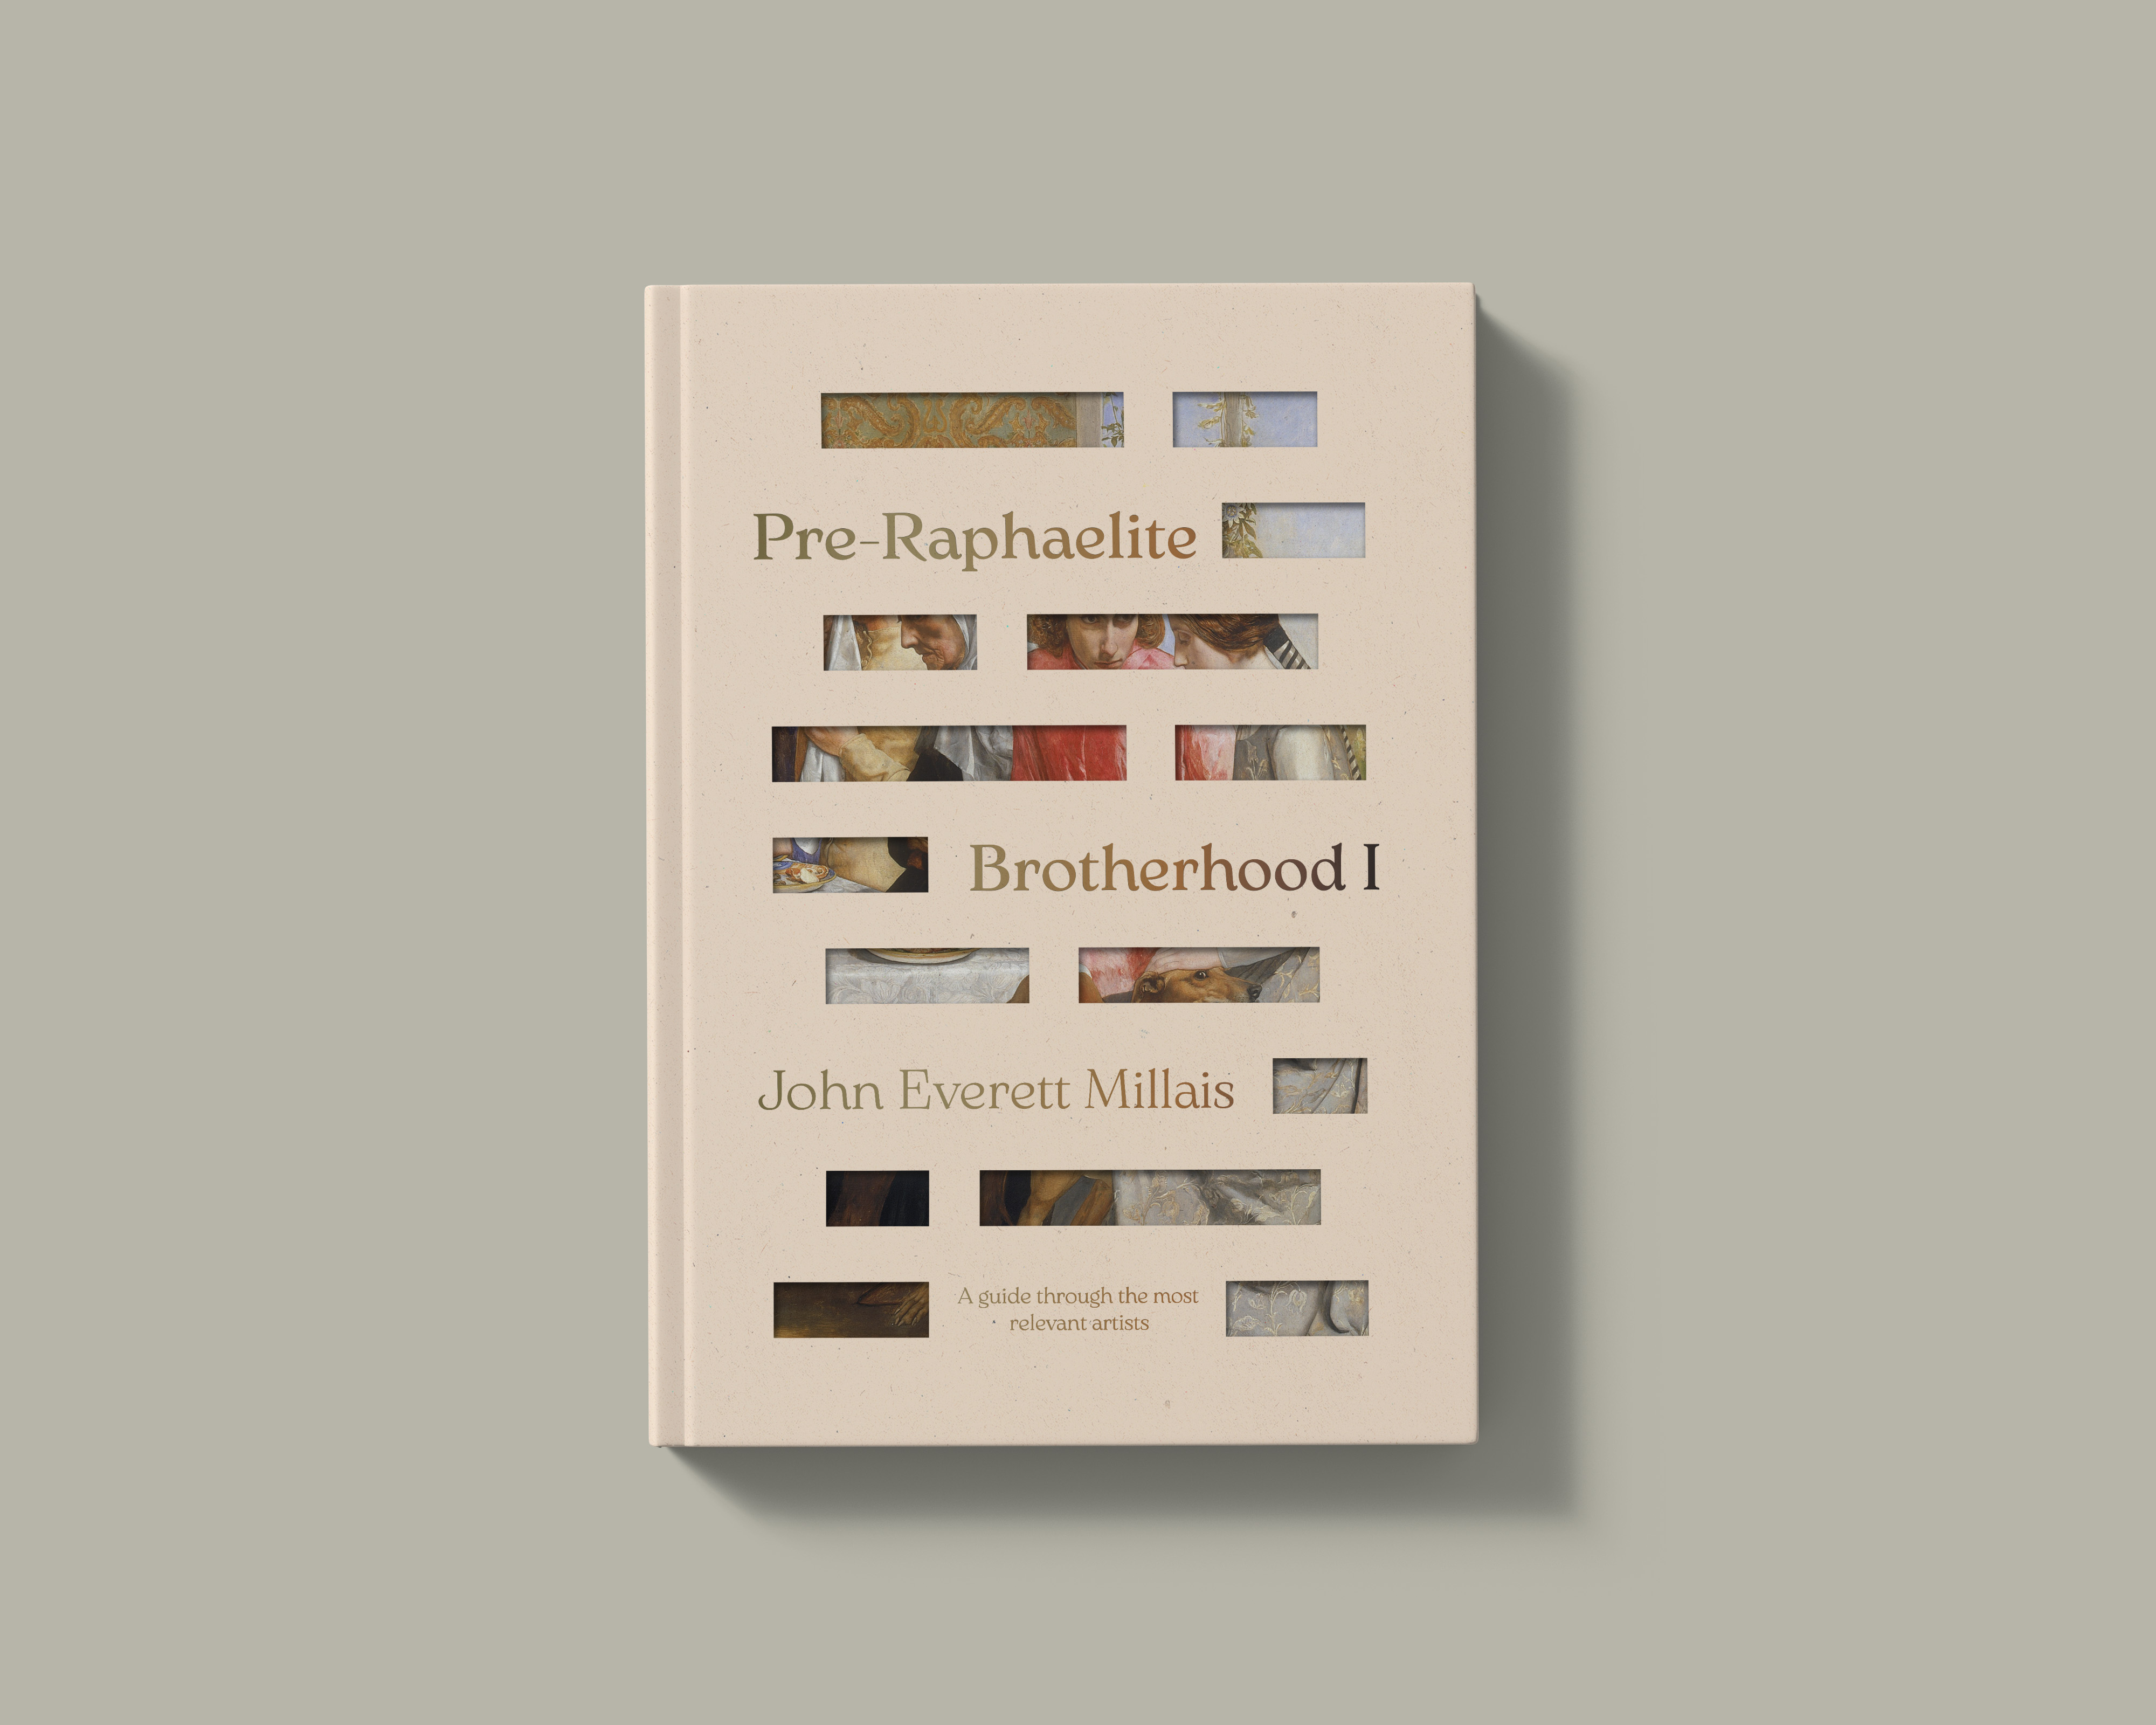 Pre-Raphaelite
Brotherhood I
John Everett Millais
A guide through the most
relevant artists